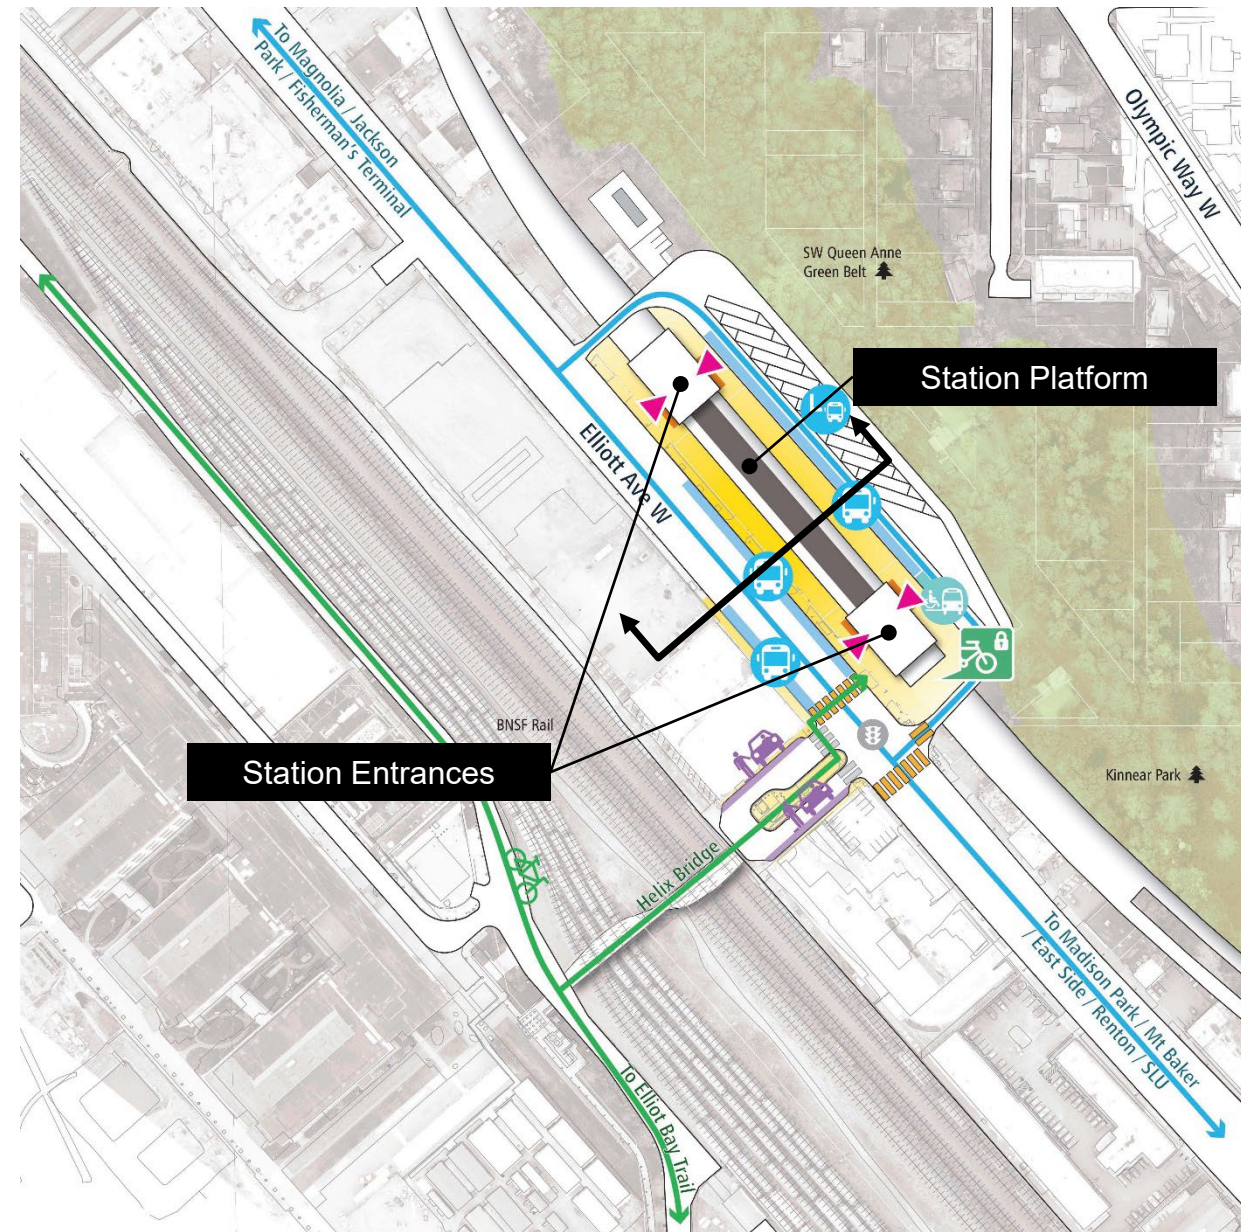 To Magnolia / Jackson
Park / Fisherman's Terminal
Olympic Way W
SW Queen Anne
Green Belt
Station Platform
Elliott Ave W
BNSF Rail
Station Entrances
Kinnear Park
Helix Bridge
To Madison Park / Mt Baker
/ East Side / Renton / SLU
To Elliot Bay Trail